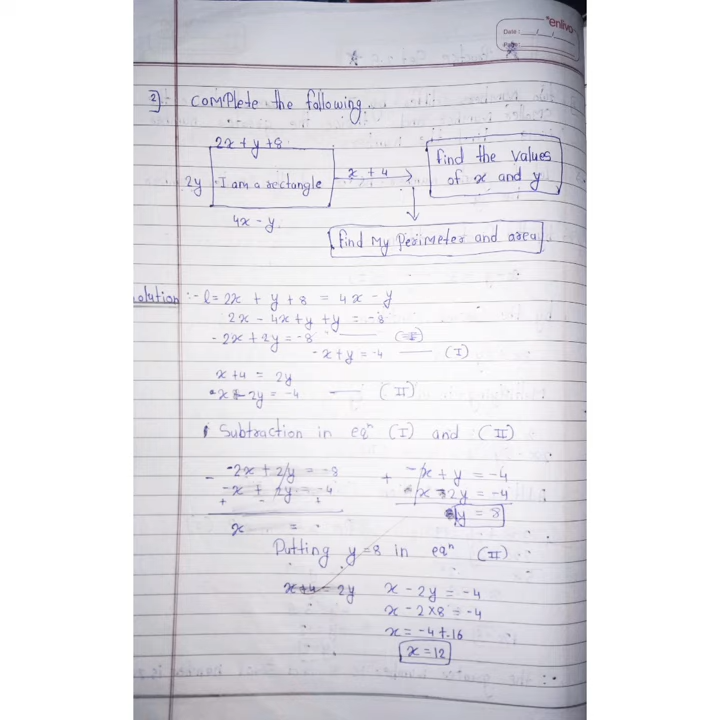 enlivo
Date : / /
Page:
2) Complete the following.
2x + y + 8
2y
I am a rectangle
x + 4
find the values
of x and y
4x - y
find my perimeter and area
olution :- l = 2x + y + 8 = 4x - y
2x - 4x + y + y = -8
- 2x + 2y = -8
- x + y = -4 —— (I)
x + 4 = 2y
x - 2y = -4 —— (II)
Subtraction in eqn (I) and (II)
- -2x + 2y = -8
-x + 2y = -4
+ - +
x =
+ -x + y = -4
x - 2y = -4
y = 8
Putting y = 8 in eqn (II)
x + 4 = 2y
x - 2y = -4
x - 2×8 = -4
x = -4 + 16
x = 12